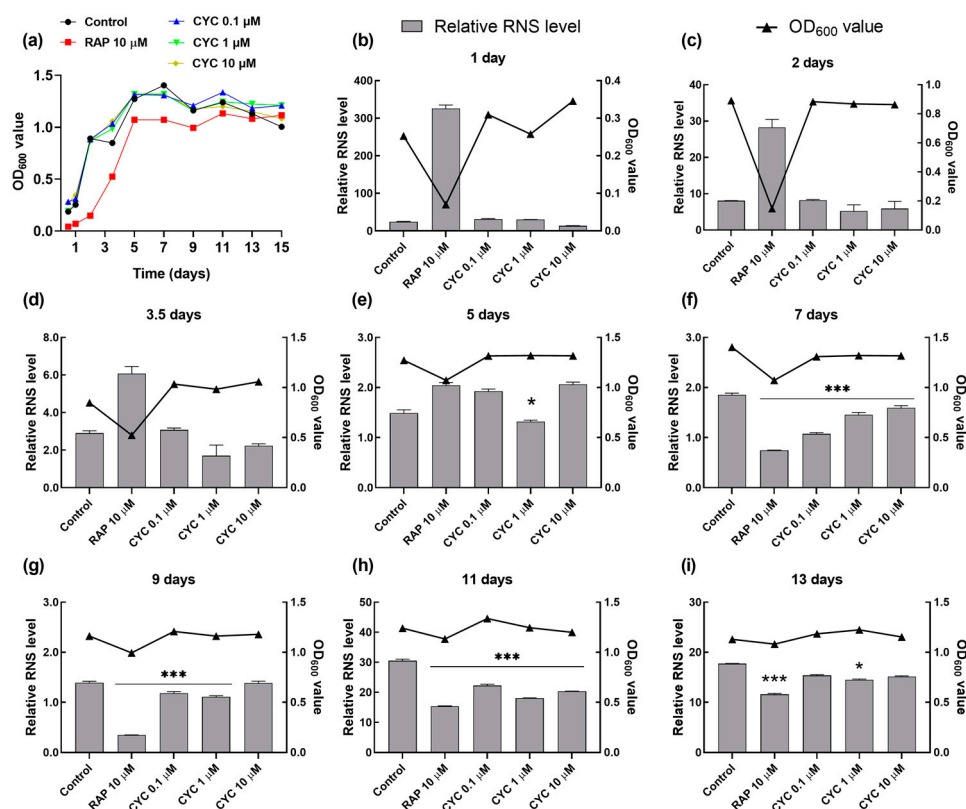 (a)
Control
RAP 10 μM
CYC 0.1 μM
CYC 1 μM
CYC 10 μM
OD600 value
1.5
1.0
0.5
0.0
1 3 5 7 9 11 13 15
Time (days)
Relative RNS level
OD600 value
(b)
1 day
Relative RNS level
400
300
200
100
0
0.4
0.3
0.2
0.1
0.0
OD600 value
Control RAP 10 μM CYC 0.1 μM CYC 1 μM CYC 10 μM
(c)
2 days
Relative RNS level
40
30
20
10
0
1.0
0.8
0.6
0.4
0.2
0.0
OD600 value
Control RAP 10 μM CYC 0.1 μM CYC 1 μM CYC 10 μM
(d)
3.5 days
Relative RNS level
8.0
6.0
4.0
2.0
0.0
1.5
1.0
0.5
0.0
OD600 value
Control RAP 10 μM CYC 0.1 μM CYC 1 μM CYC 10 μM
(e)
5 days
Relative RNS level
3.0
2.0
1.0
0.0
*
1.5
1.0
0.5
0.0
OD600 value
Control RAP 10 μM CYC 0.1 μM CYC 1 μM CYC 10 μM
(f)
7 days
Relative RNS level
3.0
2.0
1.0
0.0
***
1.5
1.0
0.5
0.0
OD600 value
Control RAP 10 μM CYC 0.1 μM CYC 1 μM CYC 10 μM
(g)
9 days
Relative RNS level
3.0
2.0
1.0
0.0
***
1.5
1.0
0.5
0.0
OD600 value
Control RAP 10 μM CYC 0.1 μM CYC 1 μM CYC 10 μM
(h)
11 days
Relative RNS level
50
40
30
20
10
0
***
1.5
1.0
0.5
0.0
OD600 value
Control RAP 10 μM CYC 0.1 μM CYC 1 μM CYC 10 μM
(i)
13 days
Relative RNS level
30
20
10
0
*** *
1.5
1.0
0.5
0.0
OD600 value
Control RAP 10 μM CYC 0.1 μM CYC 1 μM CYC 10 μM